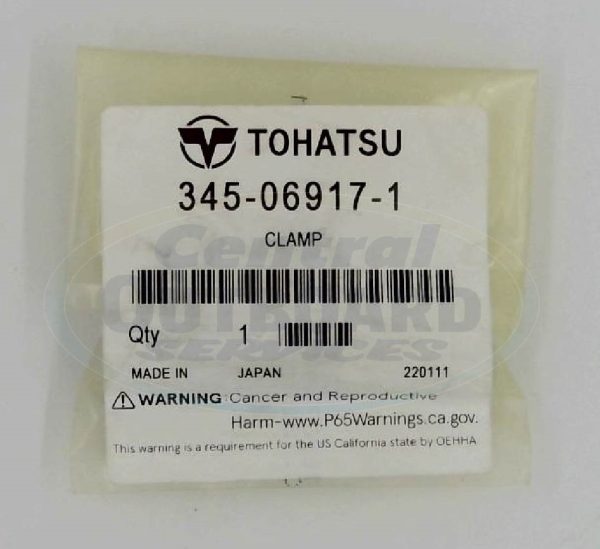 TOHATSU
345-06917-1
CLAMP
Central
OUTBOARD
SERVICES
Qty 1
MADE IN JAPAN 220111
WARNING: Cancer and Reproductive
Harm-www.P65Warnings.ca.gov.
This warning is a requirement for the US California state by OEHHA